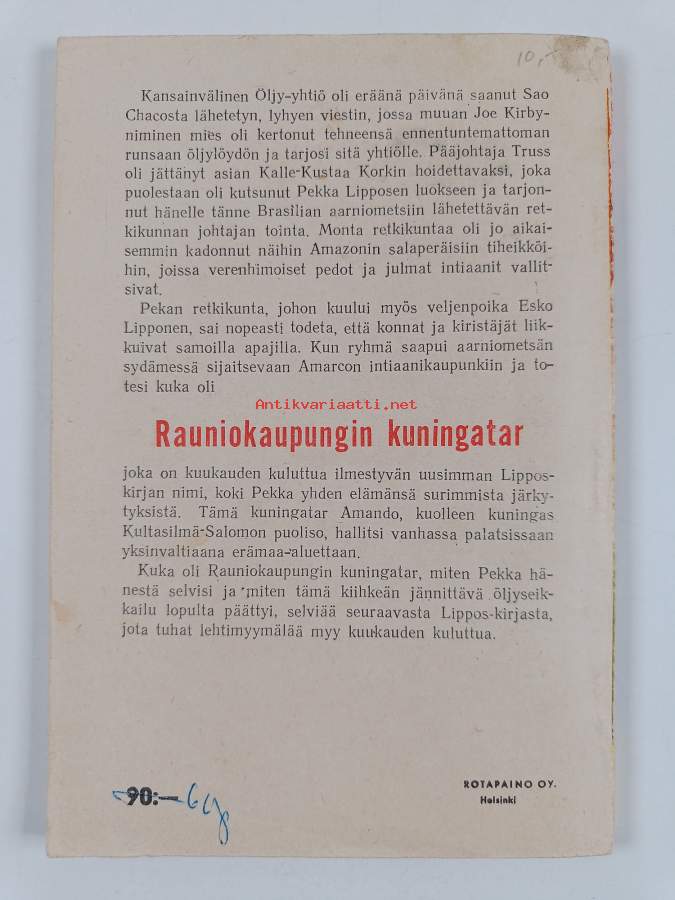 10,-
Kansainvälinen Öljy-yhtiö oli eräänä päivänä saanut Sao
Chacosta lähetetyn, lyhyen viestin, jossa muuan Joe Kirby-
niminen mies oli kertonut tehneensä ennentuntemattoman
runsaan öljylöydön ja tarjosi sitä yhtiölle. Pääjohtaja Truss
oli jättänyt asian Kalle-Kustaa Korkin hoidettavaksi, joka
puolestaan oli kutsunut Pekka Lipposen luokseen ja tarjon-
nut hänelle tänne Brasilian aarniometsiin lähetettävän ret-
kikunnan johtajan tointa. Monta retkikuntaa oli jo aikai-
semmin kadonnut näihin Amazonin salaperäisiin tiheikköi-
hin, joissa verenhimoiset pedot ja julmat intiaanit vallit-
sivat.
Pekan retkikunta, johon kuului myös veljenpoika Esko
Lipponen, sai nopeasti todeta, että konnat ja kiristäjät liik-
kuivat samoilla apajilla. Kun ryhmä saapui aarniometsän
sydämessä sijaitsevaan Amarcon intiaanikaupunkiin ja to-
tesi kuka oli
Antikvariaatti.net
Rauniokaupungin kuningatar
joka on kuukauden kuluttua ilmestyvän uusimman Lippos-
kirjan nimi, koki Pekka yhden elämänsä surimmista järky-
tyksistä. Tämä kuningatar Amando, kuolleen kuningas
Kultasilmä-Salomon puoliso, hallitsi vanhassa palatsissaan
yksinvaltiaana erämaa-aluettaan.
Kuka oli Rauniokaupungin kuningatar, miten Pekka hä-
nestä selvisi ja miten tämä kiihkeän jännittävä öljyseik-
kailu lopulta päättyi, selviää seuraavasta Lippos-kirjasta,
jota tuhat lehtimyymälää myy kuukauden kuluttua.
90:—
ROTAPAINO OY.
Helsinki